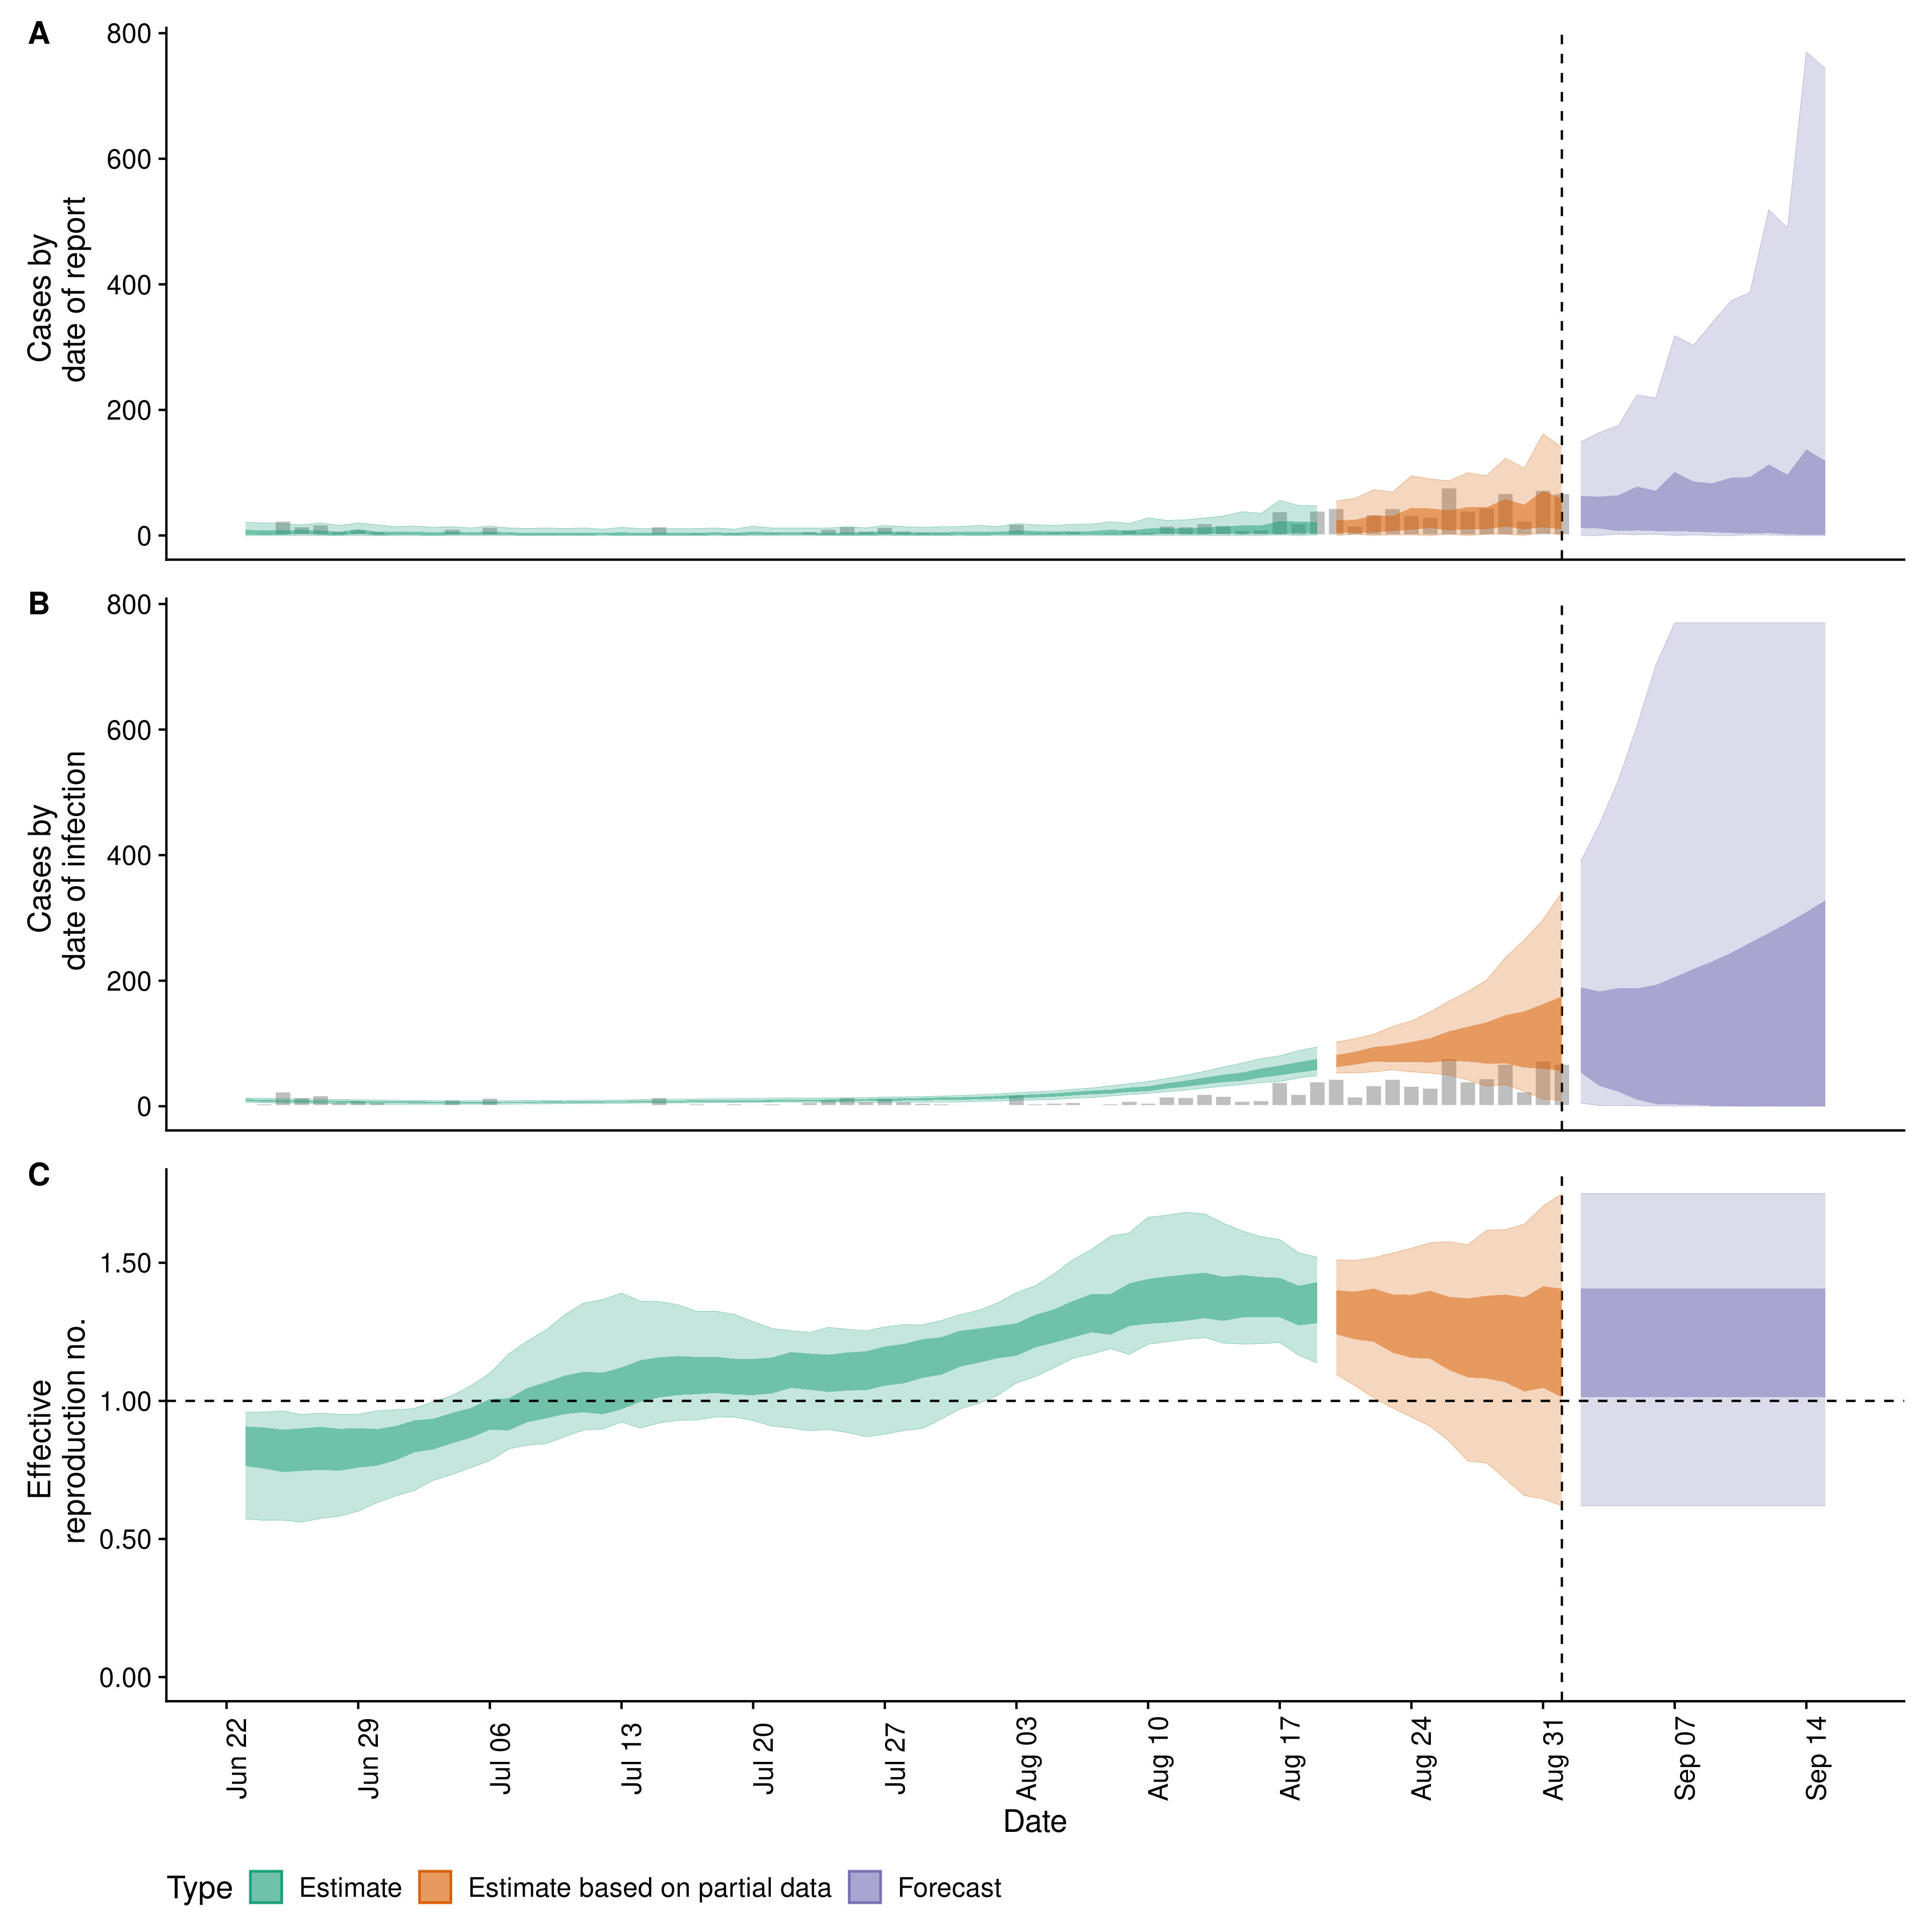 A
800
600
400
200
0
Cases by
date of report
B
800
600
400
200
0
Cases by
date of infection
C
1.50
1.00
0.50
0.00
Effective
reproduction no.
Jun 22
Jun 29
Jul 06
Jul 13
Jul 20
Jul 27
Aug 03
Aug 10
Aug 17
Aug 24
Aug 31
Sep 07
Sep 14
Date
Type Estimate Estimate based on partial data Forecast